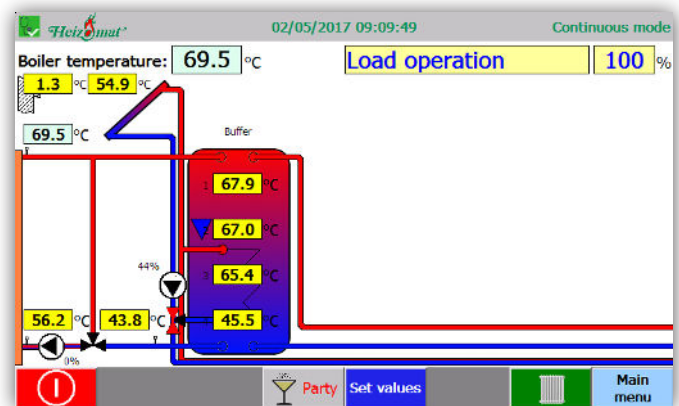 Heizomat 02/05/2017 09:09:49 Continuous mode
Boiler temperature: 69.5 °C Load operation 100 %
1.3 °C 54.9 °C
69.5 °C
Buffer
1 67.9 °C
67.0 °C
44%
3 65.4 °C
56.2 °C 43.8 °C 45.5 °C
0%
Party Set values Main
menu